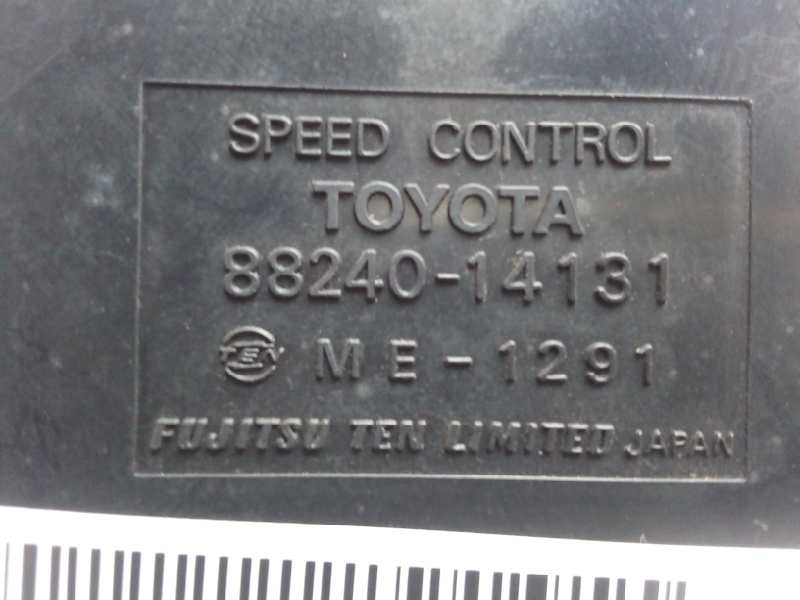 SPEED CONTROL
TOYOTA
88240-14131
TEN ME-1291
FUJITSU TEN LIMITED JAPAN